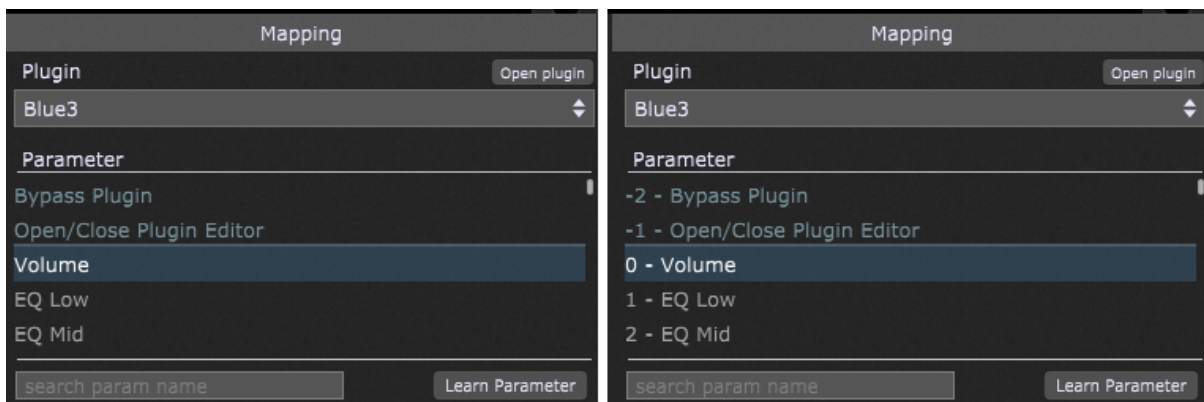 Mapping
Plugin
Open plugin
Blue3
Parameter
Bypass Plugin
Open/Close Plugin Editor
Volume
EQ Low
EQ Mid
search param name
Learn Parameter
Mapping
Plugin
Open plugin
Blue3
Parameter
-2 - Bypass Plugin
-1 - Open/Close Plugin Editor
0 - Volume
1 - EQ Low
2 - EQ Mid
search param name
Learn Parameter